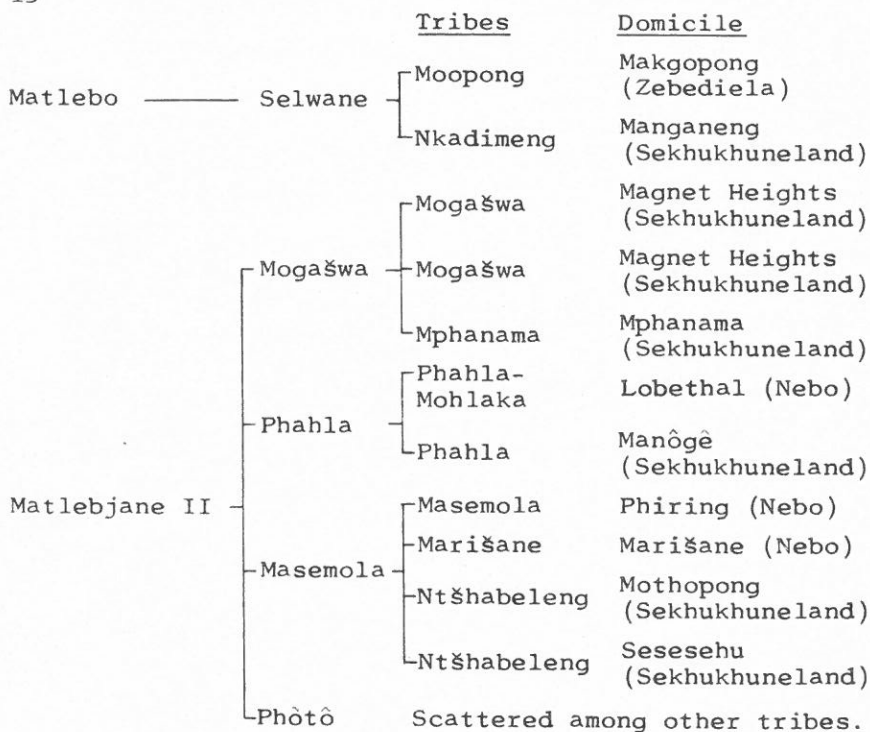 Tribes Domicile
Matlebo Selwane Moopong Makgopong
(Zebediela)
Nkadimeng Manganeng
(Sekhukhuneland)
Mogašwa Magnet Heights
(Sekhukhuneland)
Mogašwa Mogašwa Magnet Heights
(Sekhukhuneland)
Mphanama Mphanama
(Sekhukhuneland)
Phahla-
Mohlaka Lobethal (Nebo)
Phahla Phahla Manôgê
(Sekhukhuneland)
Matlebjane II Masemola Phiring (Nebo)
Marišane Marišane (Nebo)
Masemola Ntšhabeleng Mothopong
(Sekhukhuneland)
Ntšhabeleng Sesesehu
(Sekhukhuneland)
Phòtô Scattered among other tribes.